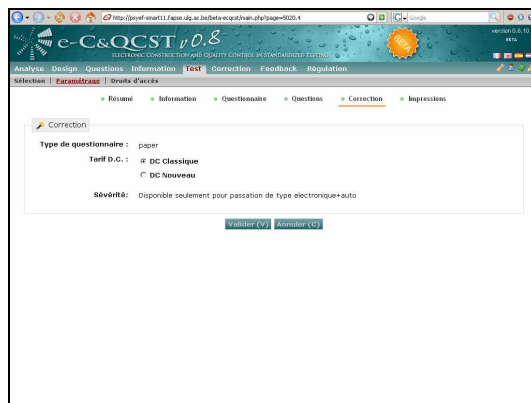 http://psyef-smart11.fapse.ulg.ac.be/beta-ecqcst/main.php?page=5020.4
Google
e-C&QCST v0.8
ELECTRONIC CONSTRUCTION AND QUALITY CONTROL IN STANDARDIZED TESTING
BETA
version 0.8.10
BETA
Analyse Design Questions Information Test Correction Feedback Régulation
Sélection | Paramétrage | Droits d'accès
Résumé Information Questionnaire Questions Correction Impressions
Correction
Type de questionnaire : paper
Tarif D.C. : DC Classique
DC Nouveau
Sévérité: Disponible seulement pour passation de type electronique+auto
Valider (V) Annuler (C)